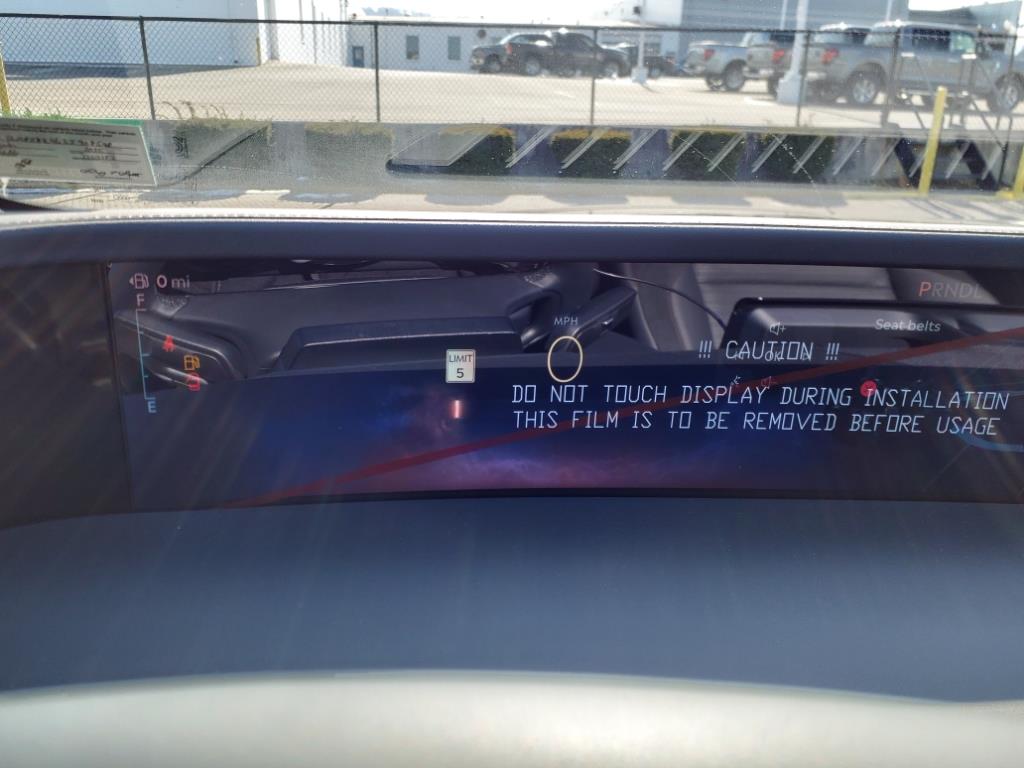 0 mi
F
E
LIMIT
5
MPH
PRNDL
Seat belts
OK
!!! CAUTION !!!
DO NOT TOUCH DISPLAY DURING INSTALLATION
THIS FILM IS TO BE REMOVED BEFORE USAGE